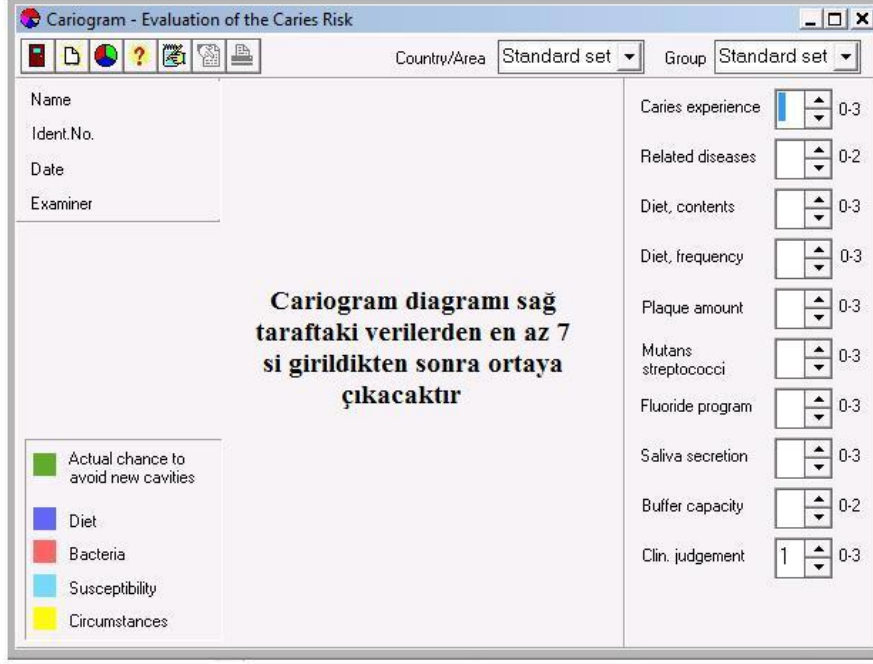 Cariogram - Evaluation of the Caries Risk
?
Country/Area Standard set Group Standard set
Name
Ident.No.
Date
Examiner
Cariogram diagramı sağ
taraftaki verilerden en az 7
si girildikten sonra ortaya
çıkacaktır
Actual chance to
avoid new cavities
Diet
Bacteria
Susceptibility
Circumstances
Caries experience 0-3
Related diseases 0-2
Diet, contents 0-3
Diet, frequency 0-3
Plaque amount 0-3
Mutans
streptococci 0-3
Fluoride program 0-3
Saliva secretion 0-3
Buffer capacity 0-2
Clin. judgement 1 0-3